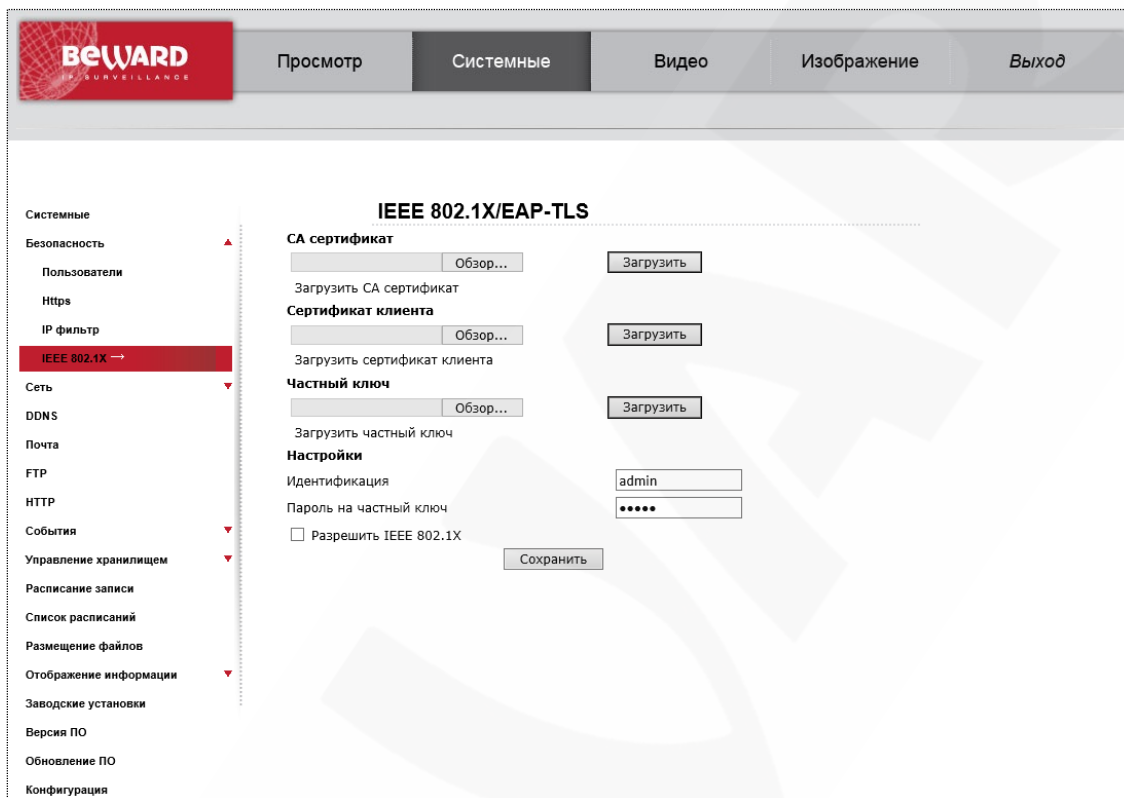 BEWARD
IP SURVEILLANCE
Просмотр
Системные
Видео
Изображение
Выход
Системные
Безопасность
Пользователи
Https
IP фильтр
IEEE 802.1X →
Сеть
DDNS
Почта
FTP
HTTP
События
Управление хранилищем
Расписание записи
Список расписаний
Размещение файлов
Отображение информации
Заводские установки
Версия ПО
Обновление ПО
Конфигурация
IEEE 802.1X/EAP-TLS
CA сертификат
Обзор... Загрузить
Загрузить CA сертификат
Сертификат клиента
Обзор... Загрузить
Загрузить сертификат клиента
Частный ключ
Обзор... Загрузить
Загрузить частный ключ
Настройки
Идентификация admin
Пароль на частный ключ •••••
Разрешить IEEE 802.1X
Сохранить